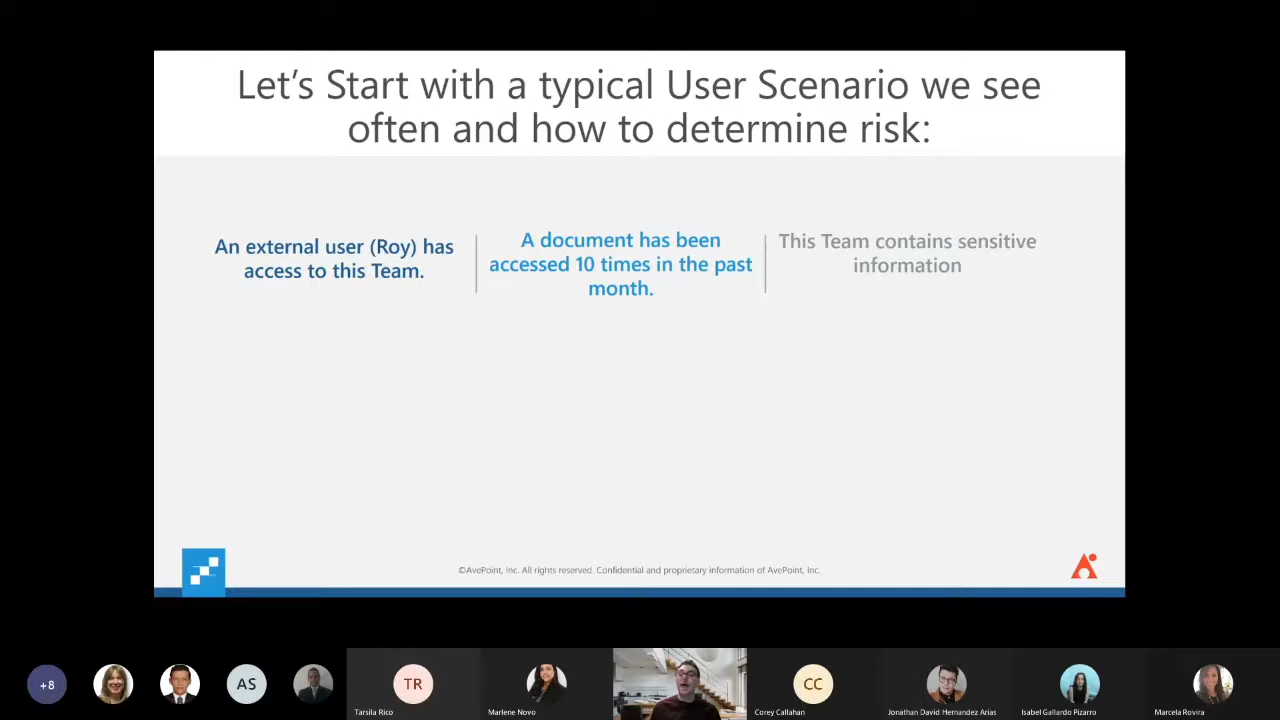 Let’s Start with a typical User Scenario we see
often and how to determine risk:
An external user (Roy) has
access to this Team.
A document has been
accessed 10 times in the past
month.
This Team contains sensitive
information
©AvePoint, Inc. All rights reserved. Confidential and proprietary information of AvePoint, Inc.
+8
AS
TR
Tarsila Rico
Marlene Novo
CC
Corey Callahan
Jonathan David Hernandez Arias
Isabel Gallardo Pizarro
Marcela Rovira